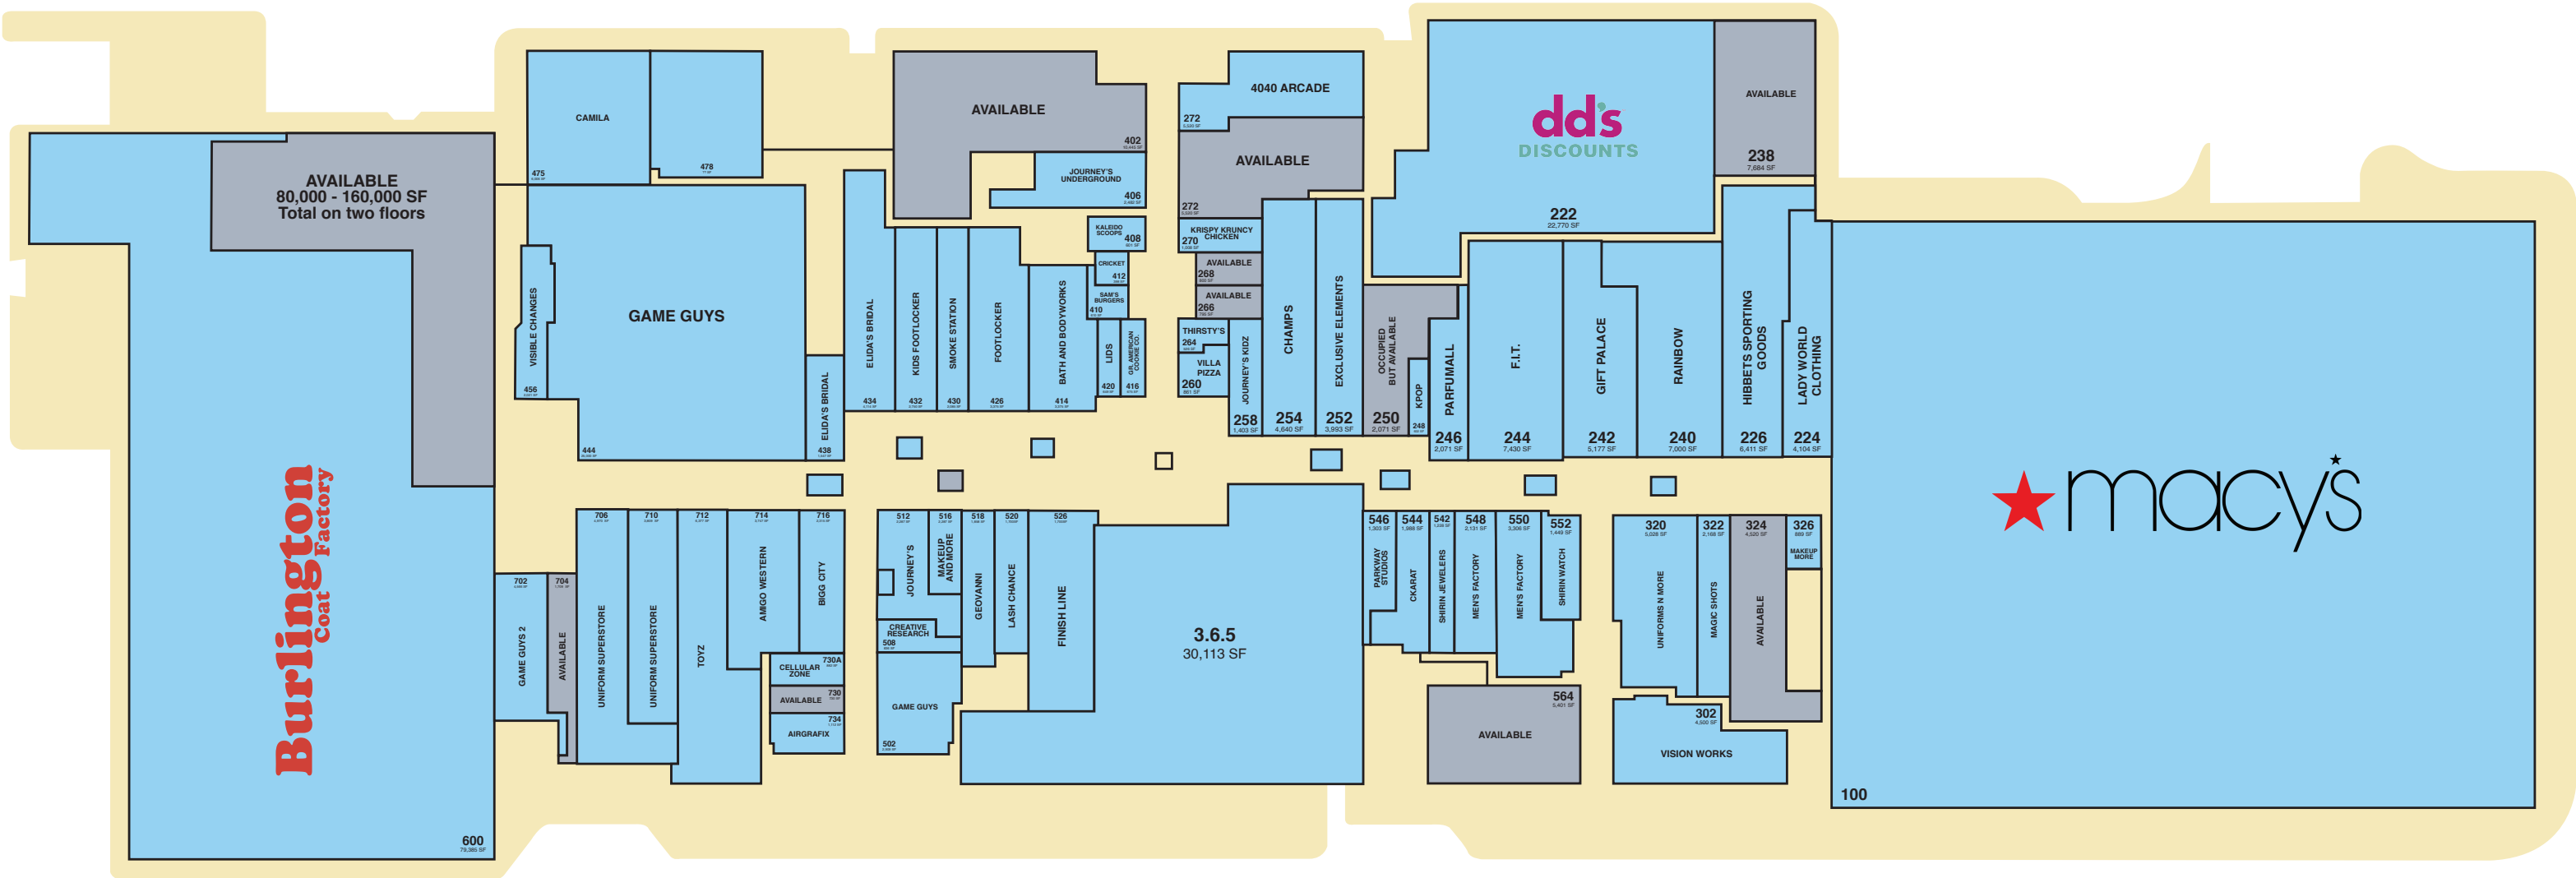 AVAILABLE
80,000 - 160,000 SF
Total on two floors
Burlington
Coat Factory
600
79,385 SF
CAMILA
475
478
GAME GUYS
444
VISIBLE CHANGES
456
ELIDA'S BRIDAL
438
ELIDA'S BRIDAL
434
KIDS FOOTLOCKER
432
SMOKE STATION
430
FOOTLOCKER
426
BATH AND BODYWORKS
414
AVAILABLE
402
JOURNEY'S
UNDERGROUND
406
KALEIDO
SCOOPS
408
CRICKET
412
SAM'S
BURGERS
410
LIDS
420
GR. AMERICAN
COOKIE CO.
416
4040 ARCADE
272
AVAILABLE
272
KRISPY KRUNCY
CHICKEN
270
AVAILABLE
268
AVAILABLE
266
THIRSTY'S
264
VILLA
PIZZA
260
861 SF
JOURNEY'S KIDZ
258
1,403 SF
CHAMPS
254
4,640 SF
EXCLUSIVE ELEMENTS
252
3,993 SF
OCCUPIED
BUT AVAILABLE
250
2,071 SF
KPOP
248
PARFUMALL
246
2,071 SF
dd's
DISCOUNTS
222
22,770 SF
AVAILABLE
238
7,684 SF
F.I.T.
244
7,430 SF
GIFT PALACE
242
5,177 SF
RAINBOW
240
7,000 SF
HIBBETS SPORTING
GOODS
226
6,411 SF
LADY WORLD
CLOTHING
224
4,104 SF
macy's
100
702
GAME GUYS 2
704
AVAILABLE
706
UNIFORM SUPERSTORE
710
UNIFORM SUPERSTORE
712
TOYZ
714
AMIGO WESTERN
716
BIGG CITY
730A
CELLULAR
ZONE
730
AVAILABLE
734
AIRGRAFIX
512
JOURNEY'S
516
MAKEUP
AND MORE
518
GEOVANNI
520
LASH CHANCE
526
FINISH LINE
CREATIVE
RESEARCH
508
GAME GUYS
502
3.6.5
30,113 SF
546
1,303 SF
PARKWAY
STUDIOS
544
1,988 SF
CKARAT
542
SHIRIN JEWELERS
548
2,131 SF
MEN'S FACTORY
550
3,308 SF
MEN'S FACTORY
552
1,449 SF
SHIRIN WATCH
564
5,401 SF
AVAILABLE
320
5,028 SF
UNIFORMS N MORE
322
2,168 SF
MAGIC SHOTS
324
4,520 SF
AVAILABLE
326
869 SF
MAKEUP
MORE
302
4,500 SF
VISION WORKS